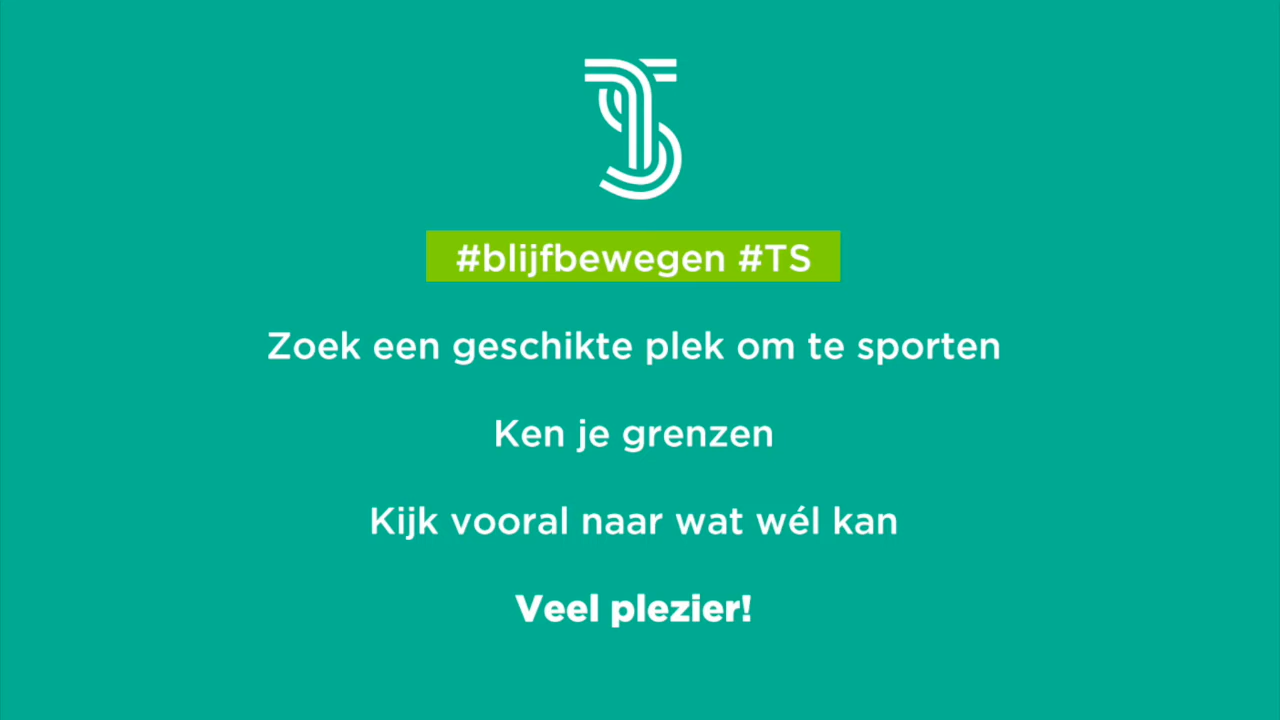 #blijfbewegen #TS
Zoek een geschikte plek om te sporten
Ken je grenzen
Kijk vooral naar wat wél kan
Veel plezier!